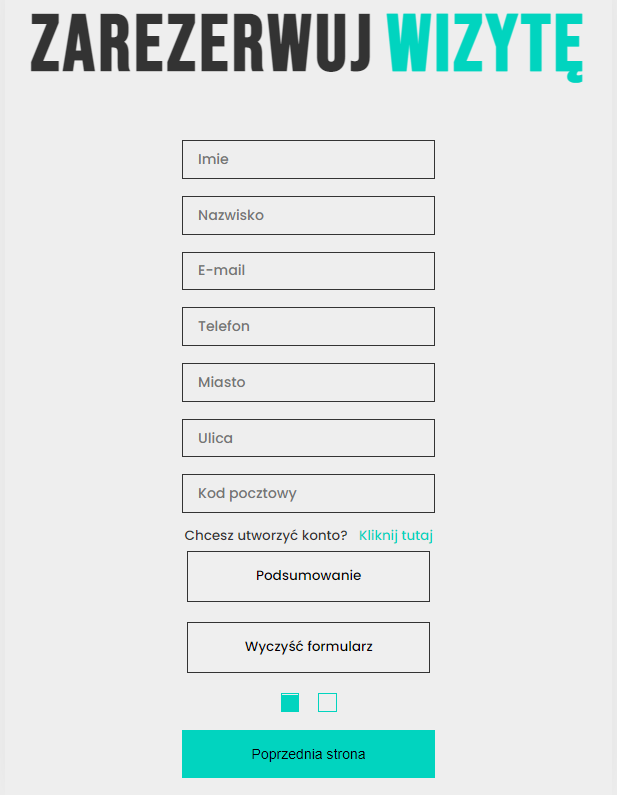 ZAREZERWUJ WIZYTĘ
Imie
Nazwisko
E-mail
Telefon
Miasto
Ulica
Kod pocztowy
Chcesz utworzyć konto? Kliknij tutaj
Podsumowanie
Wyczyść formularz
Poprzednia strona